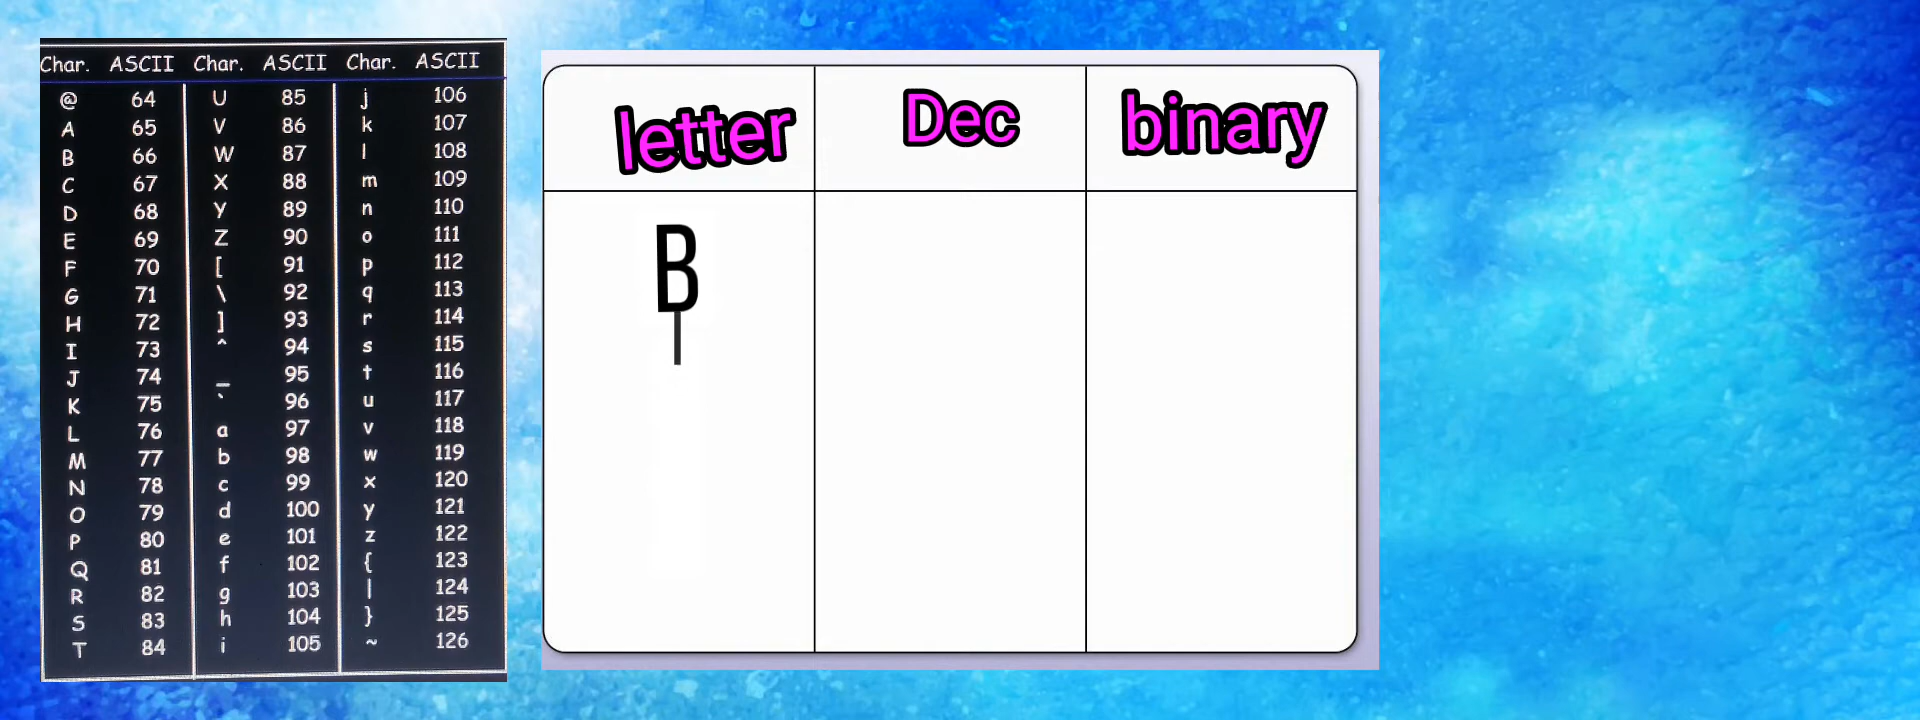 Char. ASCII Char. ASCII Char. ASCII
@ 64 U 85 j 106
A 65 V 86 k 107
B 66 W 87 l 108
C 67 X 88 m 109
D 68 Y 89 n 110
E 69 Z 90 o 111
F 70 [ 91 p 112
G 71 \ 92 q 113
H 72 ] 93 r 114
I 73 ^ 94 s 115
J 74 _ 95 t 116
K 75 ` 96 u 117
L 76 a 97 v 118
M 77 b 98 w 119
N 78 c 99 x 120
O 79 d 100 y 121
P 80 e 101 z 122
Q 81 f 102 { 123
R 82 g 103 | 124
S 83 h 104 } 125
T 84 i 105 ~ 126
letter Dec binary
B